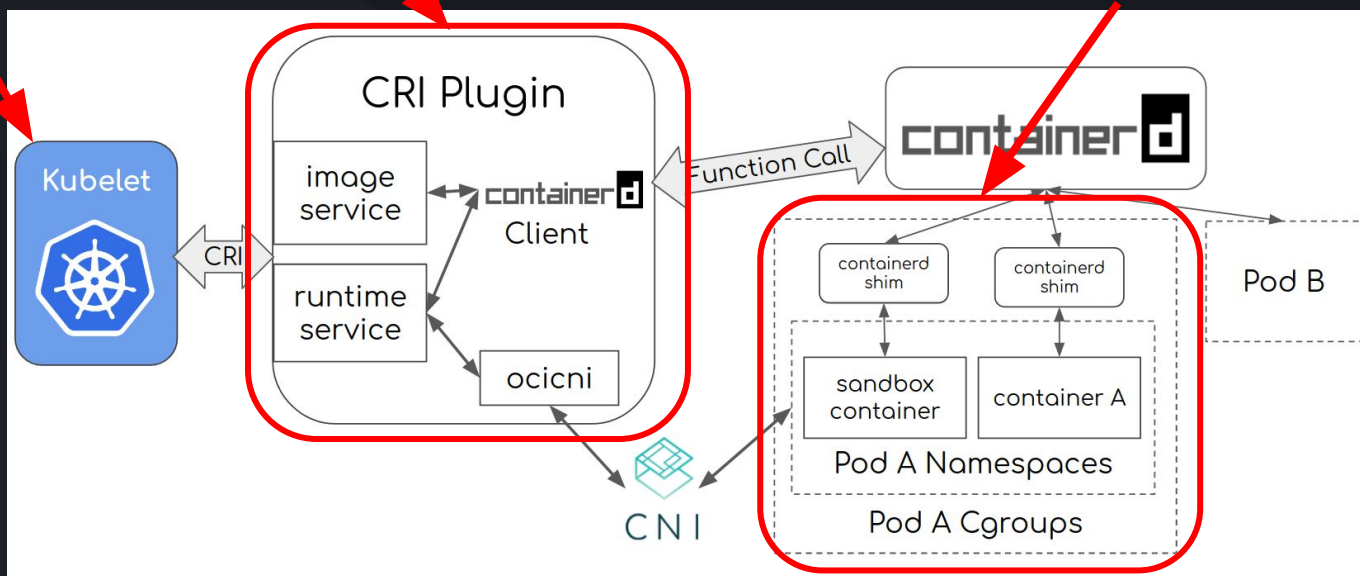 CRI Plugin
Kubelet
image
service
containerd
Client
CRI
runtime
service
ocicni
Function Call
containerd
containerd
shim
containerd
shim
Pod B
sandbox
container
container A
Pod A Namespaces
CNI
Pod A Cgroups